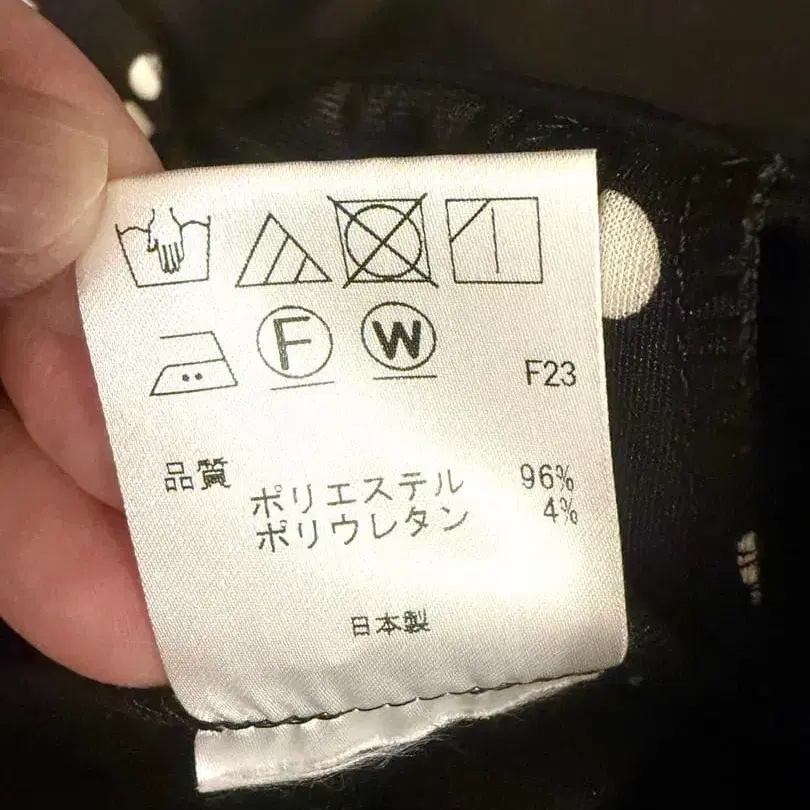 F
W
F23
品質
ポリエステル 96%
ポリウレタン 4%
日本製